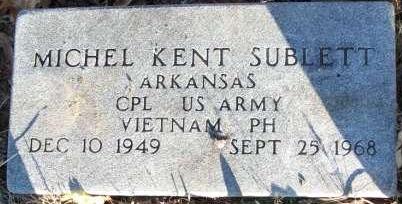 MICHEL KENT SUBLETT
ARKANSAS
CPL US ARMY
VIETNAM PH
DEC 10 1949 SEPT 25 1968